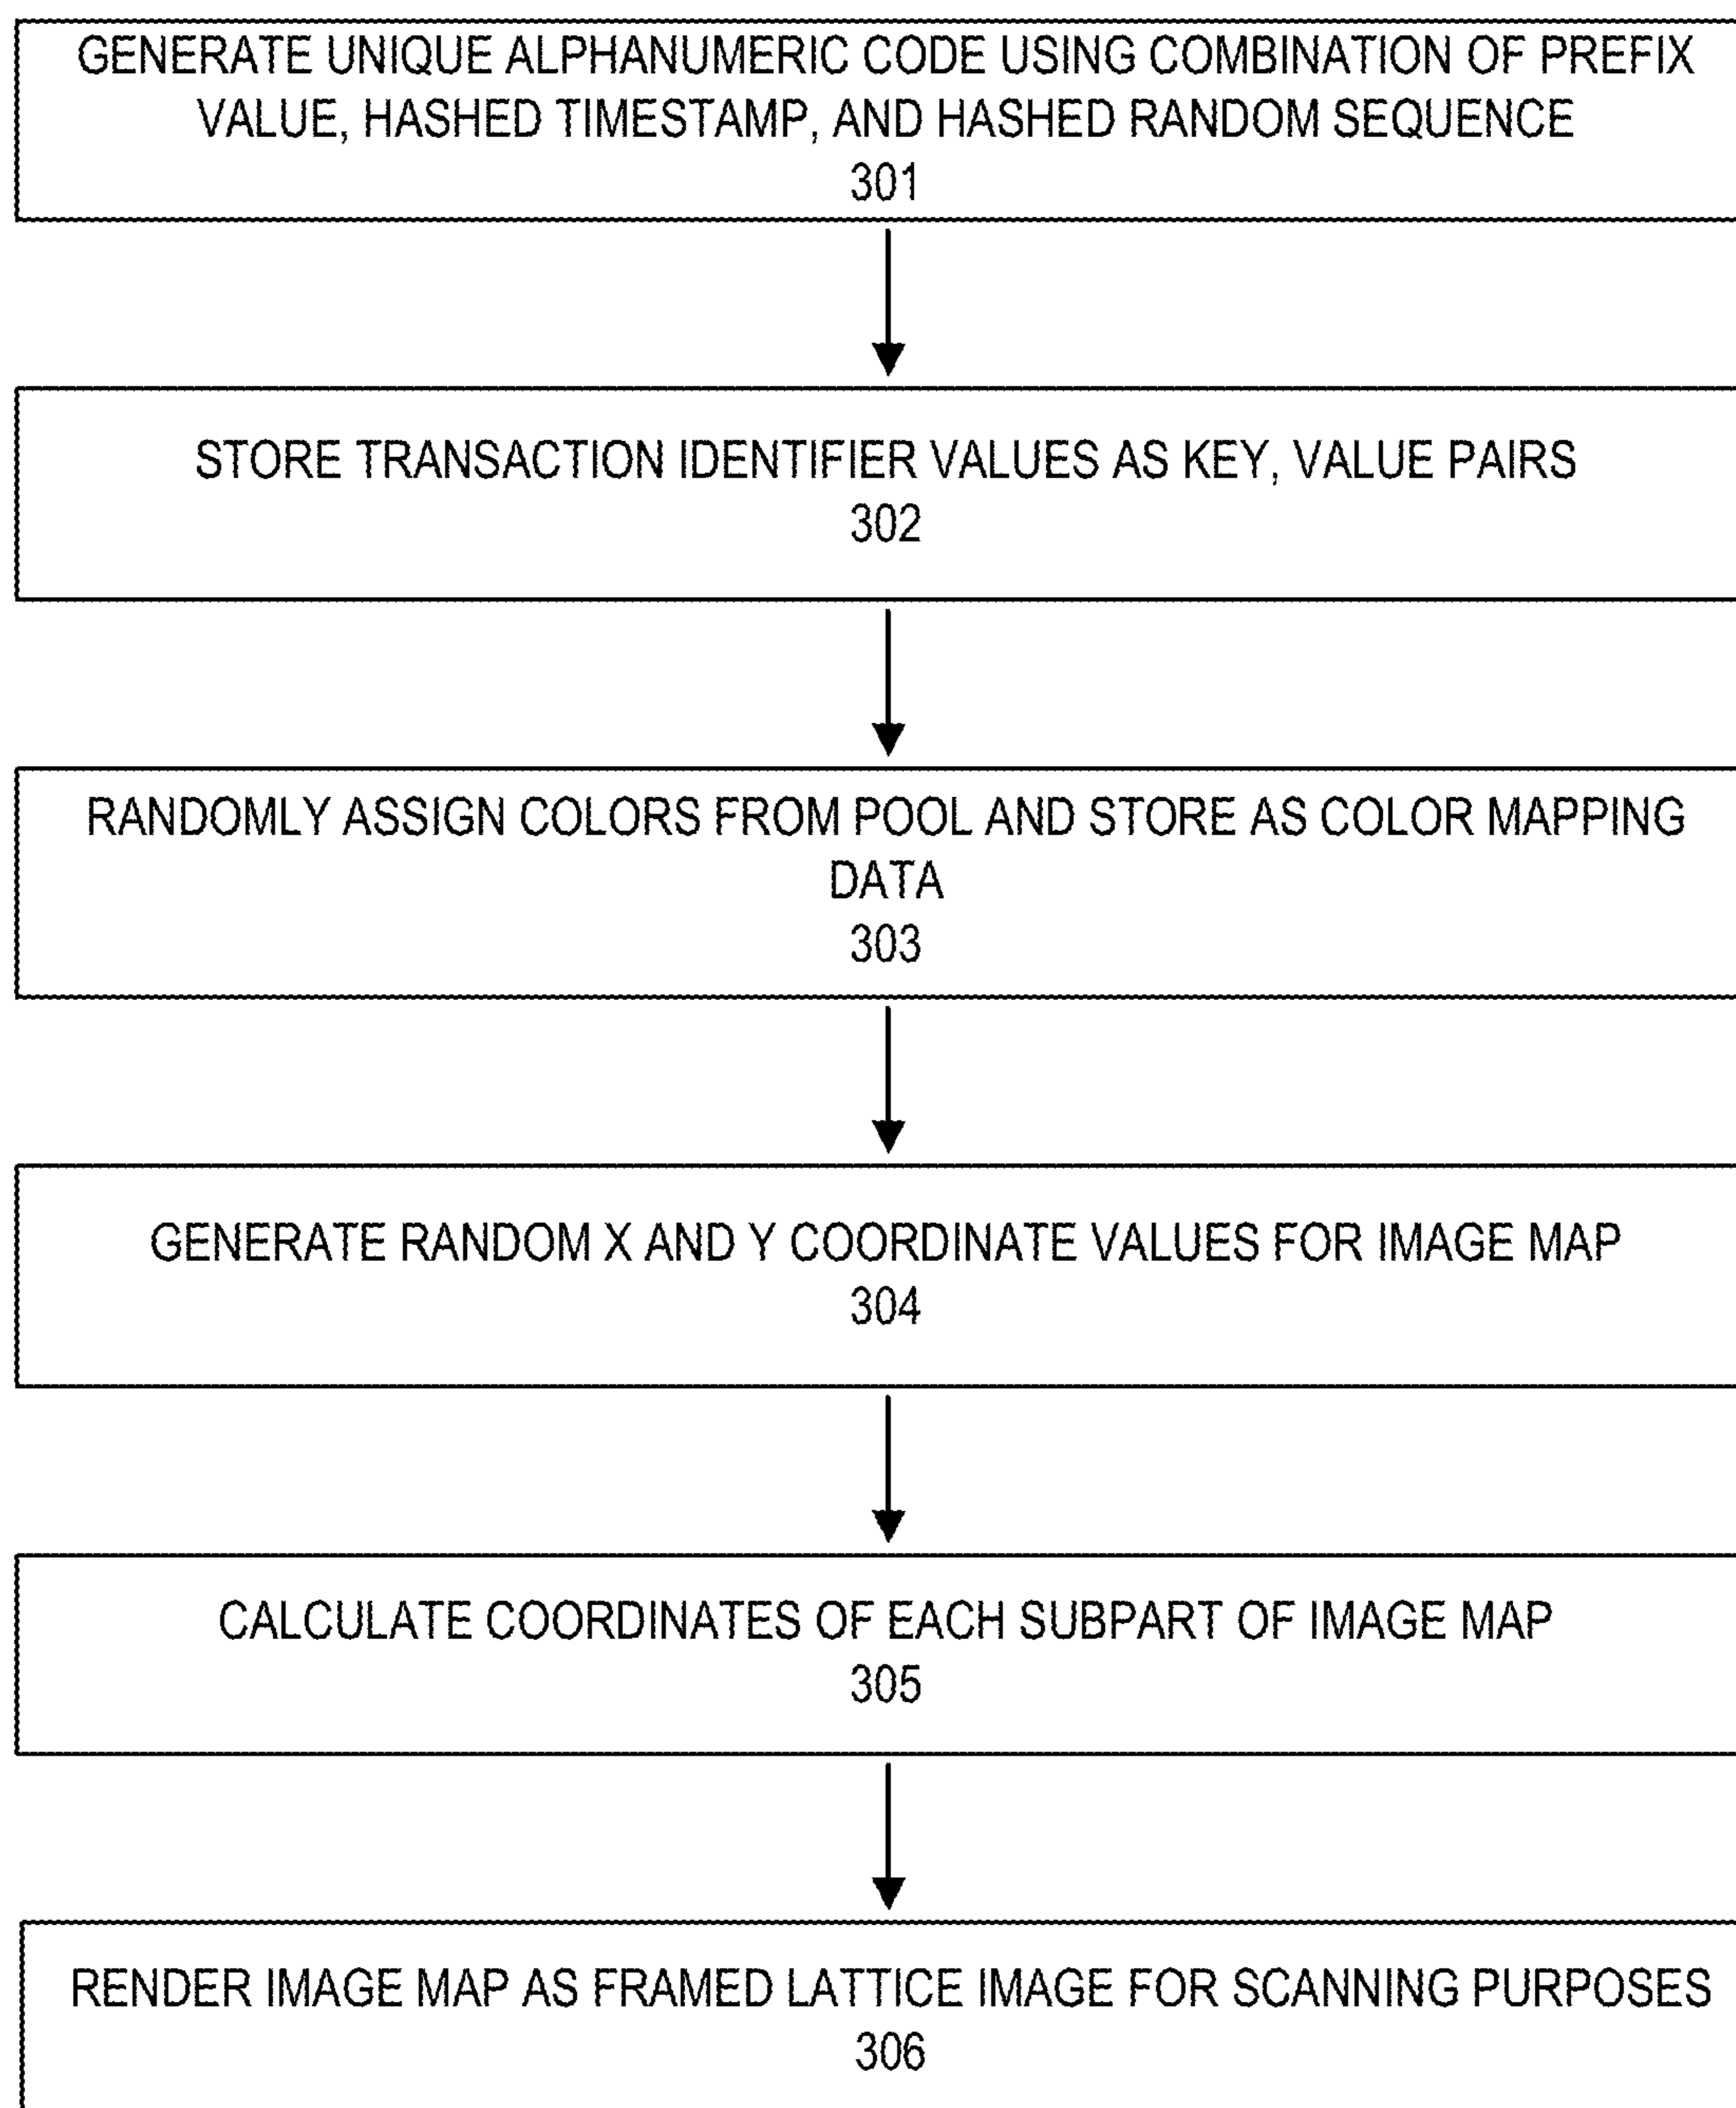 GENERATE UNIQUE ALPHANUMERIC CODE USING COMBINATION OF PREFIX
VALUE, HASHED TIMESTAMP, AND HASHED RANDOM SEQUENCE
301
STORE TRANSACTION IDENTIFIER VALUES AS KEY, VALUE PAIRS
302
RANDOMLY ASSIGN COLORS FROM POOL AND STORE AS COLOR MAPPING
DATA
303
GENERATE RANDOM X AND Y COORDINATE VALUES FOR IMAGE MAP
304
CALCULATE COORDINATES OF EACH SUBPART OF IMAGE MAP
305
RENDER IMAGE MAP AS FRAMED LATTICE IMAGE FOR SCANNING PURPOSES
306